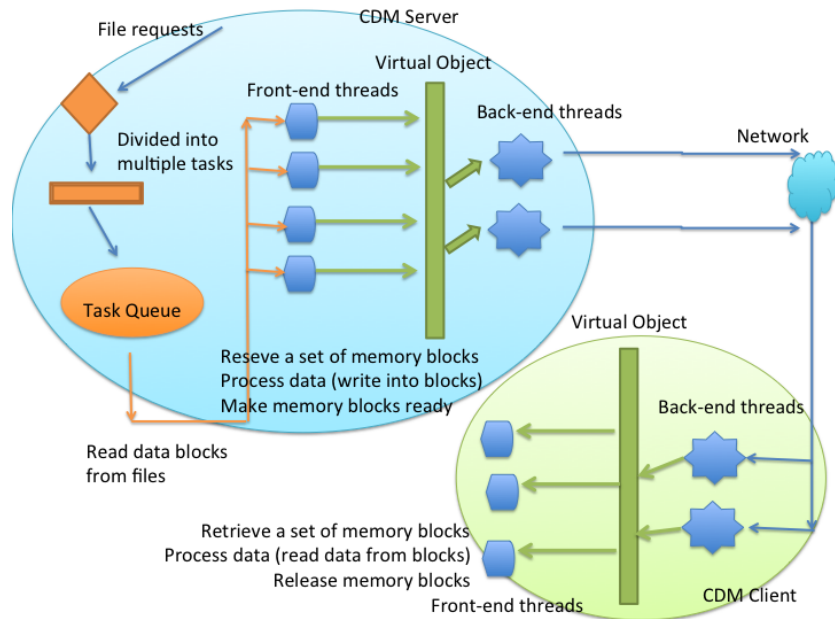 CDM Server
File requests
Virtual Object
Front-end threads
Back-end threads
Divided into
multiple tasks
Network
Task Queue
Reseve a set of memory blocks
Process data (write into blocks)
Make memory blocks ready
Read data blocks
from files
Virtual Object
Back-end threads
Retrieve a set of memory blocks
Process data (read data from blocks)
Release memory blocks
Front-end threads
CDM Client